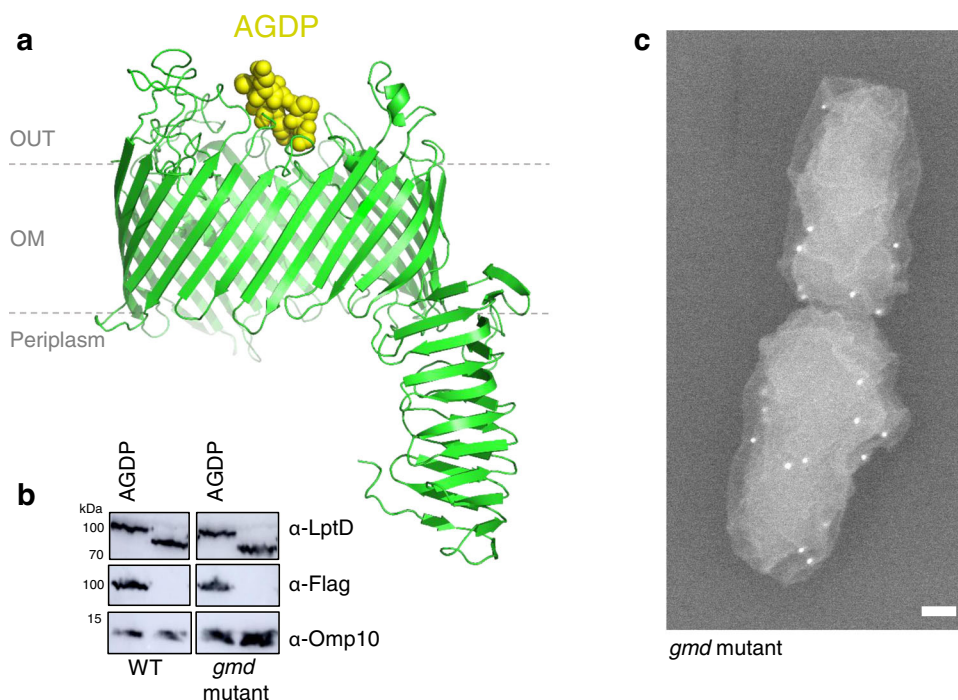 a
AGDP
OUT
OM
Periplasm
b
AGDP
AGDP
kDa
100
70
α-LptD
100
α-Flag
15
α-Omp10
WT
gmd
mutant
c
gmd mutant